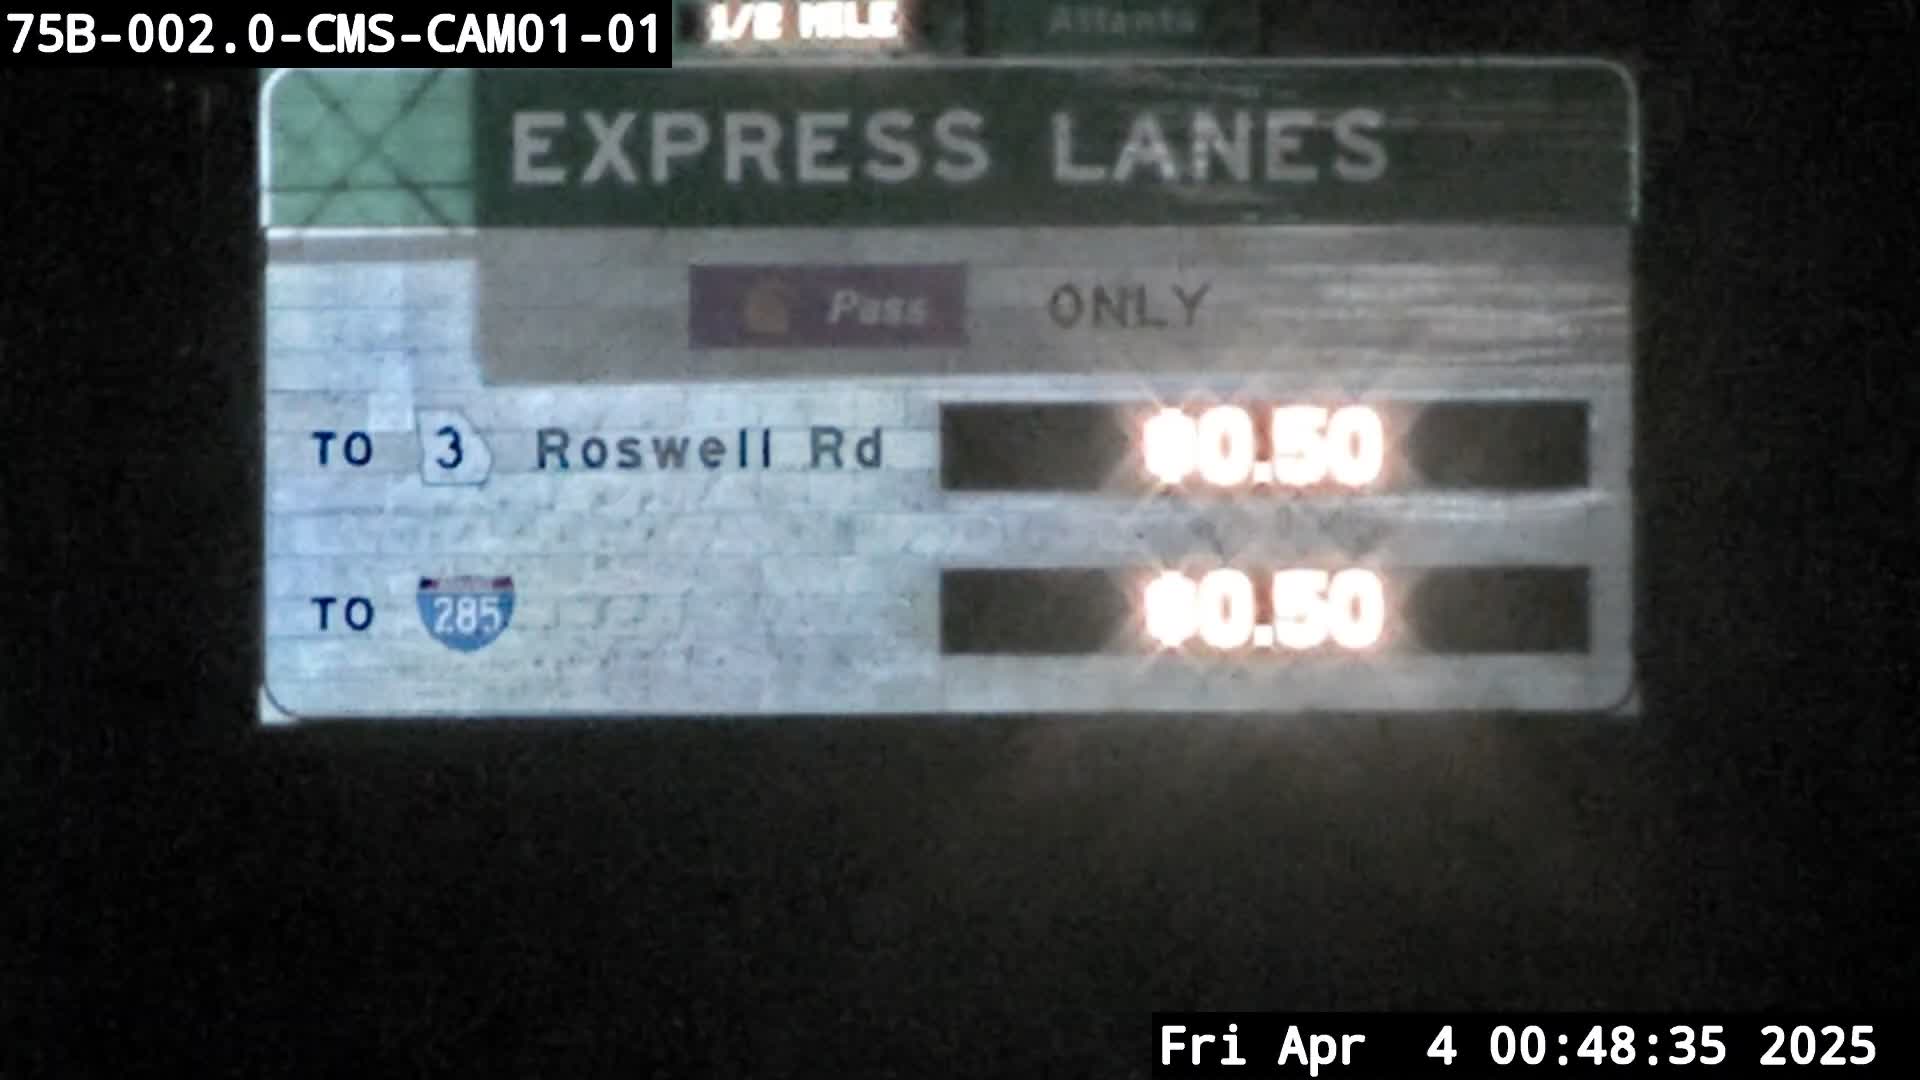 75B-002.0-CMS-CAM01-01
1/2 MILE
Atlanta
EXPRESS LANES
Pass ONLY
TO 3 Roswell Rd $0.50
TO 285 $0.50
Fri Apr 4 00:48:35 2025